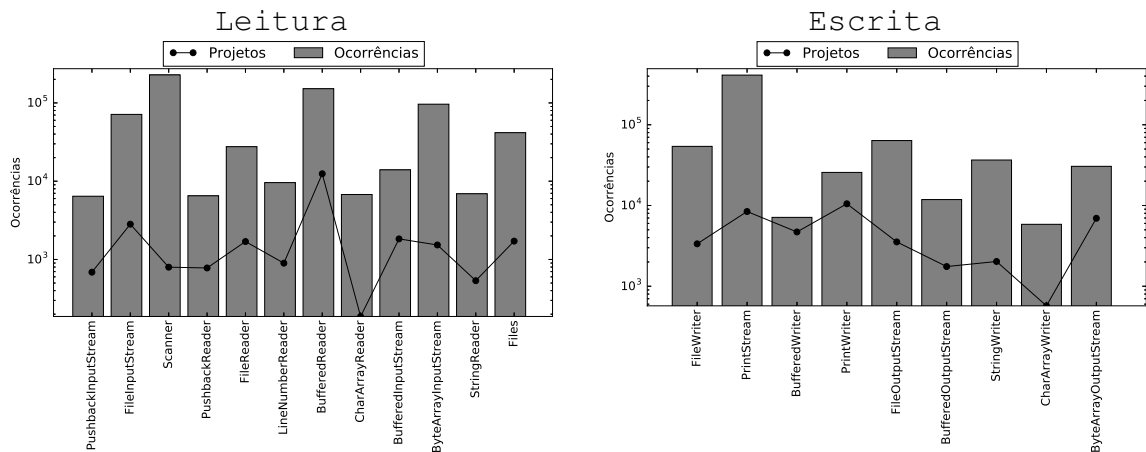 Leitura
Projetos Ocorrências
10^5
10^4
10^3
Ocorrências
PushbackInputStream
FileInputStream
Scanner
PushbackReader
FileReader
LineNumberReader
BufferedReader
CharArrayReader
BufferedInputStream
ByteArrayInputStream
StringReader
Files
Escrita
Projetos Ocorrências
10^5
10^4
10^3
Ocorrências
FileWriter
PrintStream
BufferedWriter
PrintWriter
FileOutputStream
BufferedOutputStream
StringWriter
CharArrayWriter
ByteArrayOutputStream